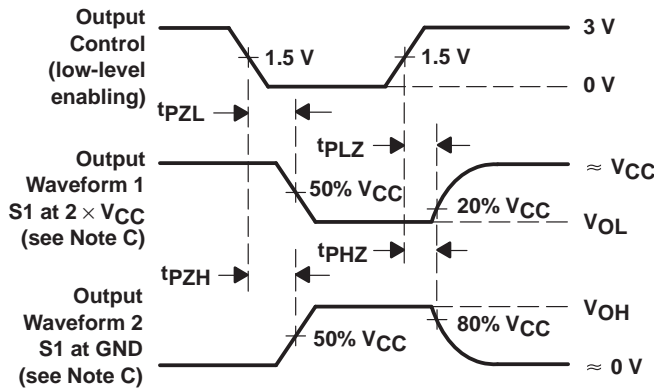 Output
Control
(low-level
enabling)
1.5 V
1.5 V
3 V
0 V
tPZL
tPLZ
Output
Waveform 1
S1 at 2 × VCC
(see Note C)
50% VCC
20% VCC
≈ VCC
VOL
tPZH
tPHZ
Output
Waveform 2
S1 at GND
(see Note C)
50% VCC
80% VCC
VOH
≈ 0 V